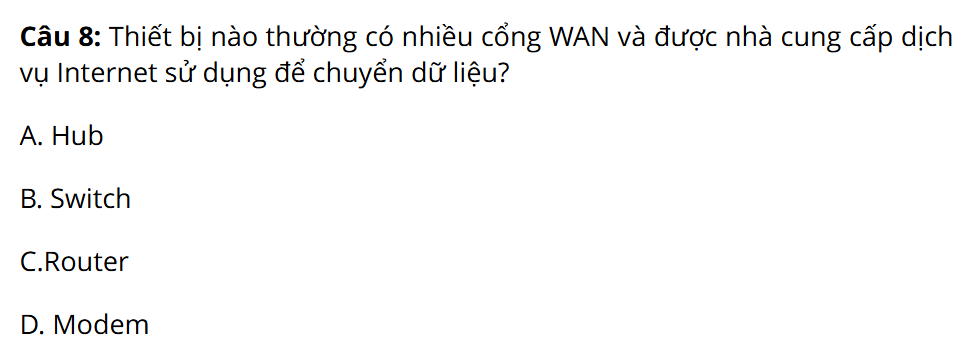 Câu 8: Thiết bị nào thường có nhiều cổng WAN và được nhà cung cấp dịch
vụ Internet sử dụng để chuyển dữ liệu?
A. Hub
B. Switch
C.Router
D. Modem